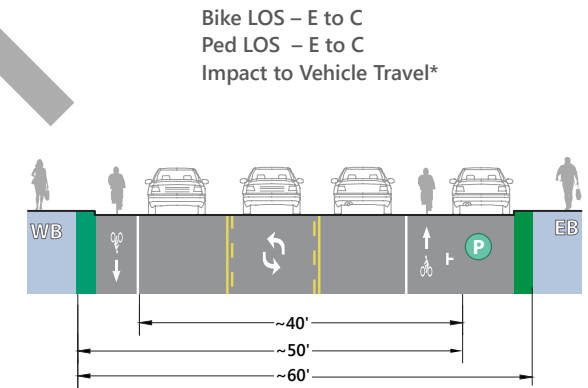 Bike LOS – E to C
Ped LOS – E to C
Impact to Vehicle Travel*
WB
EB
P
~40'
~50'
~60'